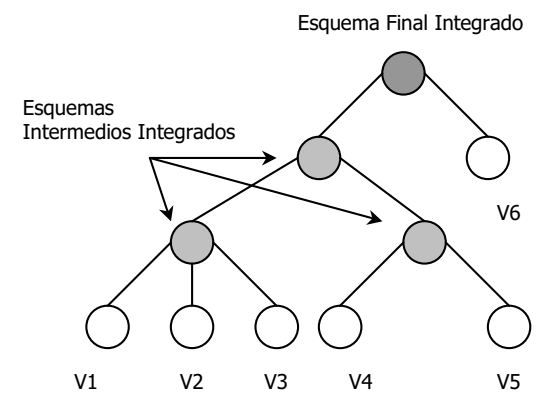 Esquema Final Integrado
Esquemas
Intermedios Integrados
V6
V1 V2 V3 V4 V5